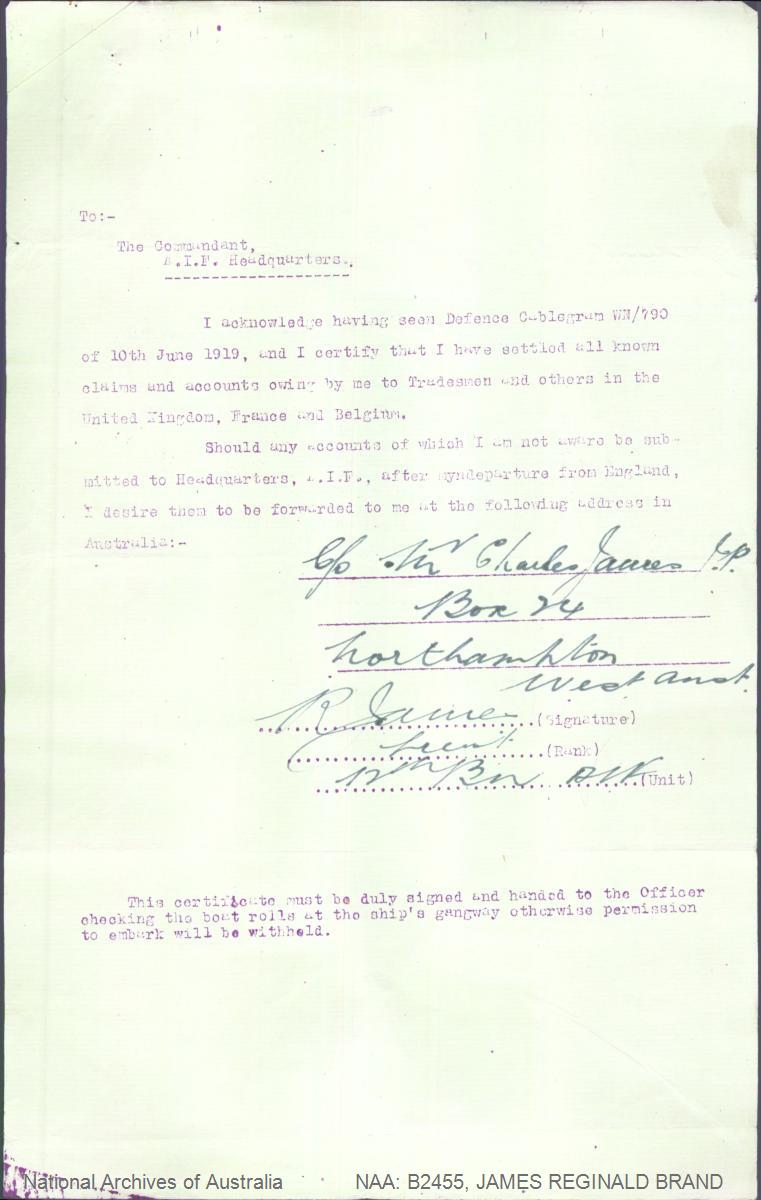 To:-
The Commandant,
A.I.F. Headquarters.
I acknowledge having seen Defence Cablegram WN/790
of 10th June 1919, and I certify that I have settled all known
claims and accounts owing by me to Tradesmen and others in the
United Kingdom, France and Belgium.
Should any accounts of which I am not aware be sub-
mitted to Headquarters, A.I.F., after myndeparture from England,
I desire them to be forwarded to me at the following address in
Australia:-
C/o Mr Charles James J.P.
Box 24
Northampton
West Aust.
R James (Signature)
Lieut (Rank)
12th Bn (Unit)
This certificate must be duly signed and handed to the Officer
checking the boat rolls at the ship's gangway otherwise permission
to embark will be withheld.
National Archives of Australia NAA: B2455, JAMES REGINALD BRAND